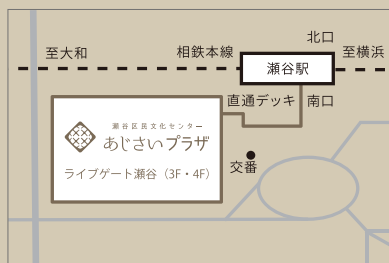 北口
至大和
相鉄本線
至横浜
瀬谷駅
直通デッキ
南口
瀬谷区民文化センター
あじさいプラザ
ライブゲート瀬谷（3F・4F）
交番